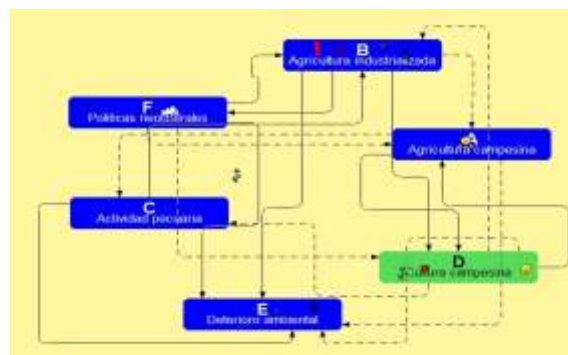 B
Agricultura industrializada
F
Políticas neoliberales
A
Agricultura campesina
C
Actividad pecuaria
D
Cultura campesina
E
Deterioro ambiental